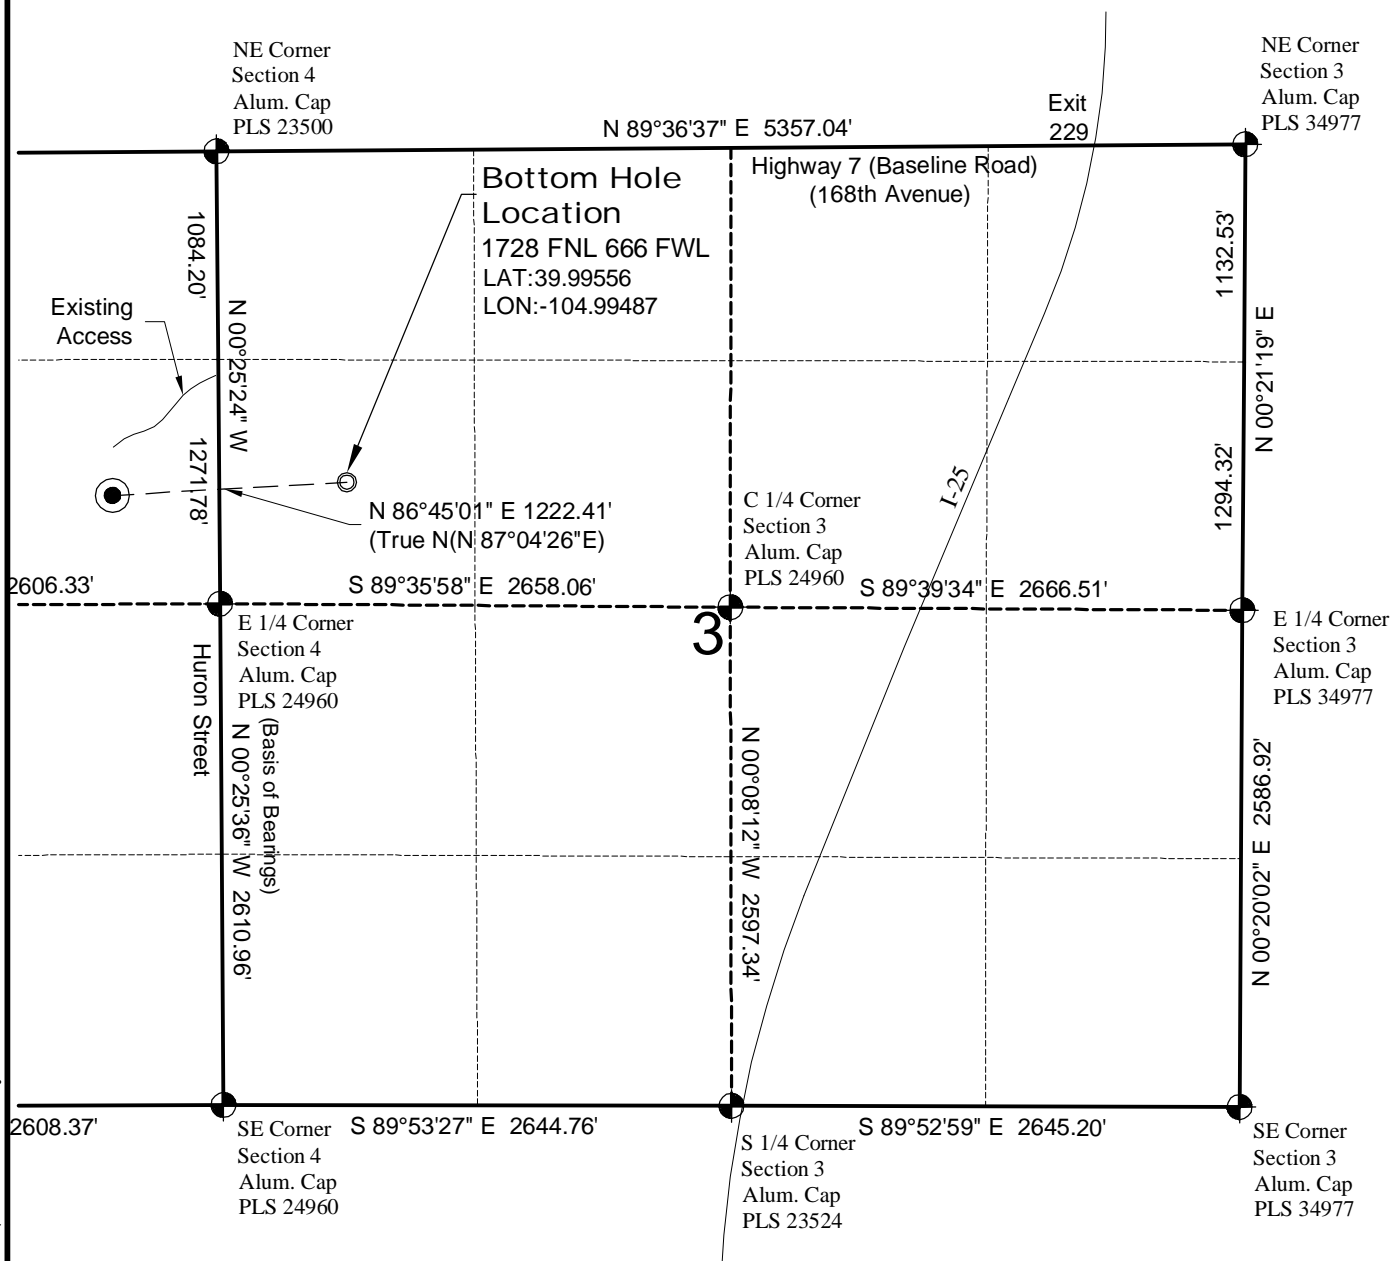 NE Corner
Section 4
Alum. Cap
PLS 23500
NE Corner
Section 3
Alum. Cap
PLS 34977
Exit
229
N 89°36'37" E 5357.04'
Highway 7 (Baseline Road)
(168th Avenue)
Bottom Hole
Location
1728 FNL 666 FWL
LAT:39.99556
LON:-104.99487
1084.20'
N 00°25'24" W
1271.78'
Existing
Access
1132.53'
N 00°21'19" E
1294.32'
I-25
N 86°45'01" E 1222.41'
(True N(N 87°04'26"E)
C 1/4 Corner
Section 3
Alum. Cap
PLS 24960
2606.33'
S 89°35'58" E 2658.06'
S 89°39'34" E 2666.51'
3
E 1/4 Corner
Section 4
Alum. Cap
PLS 24960
E 1/4 Corner
Section 3
Alum. Cap
PLS 34977
Huron Street
(Basis of Bearings)
N 00°25'36" W 2610.96'
N 00°08'12" W 2597.34'
N 00°20'02" E 2586.92'
2608.37'
S 89°53'27" E 2644.76'
S 89°52'59" E 2645.20'
SE Corner
Section 4
Alum. Cap
PLS 24960
S 1/4 Corner
Section 3
Alum. Cap
PLS 23524
SE Corner
Section 3
Alum. Cap
PLS 34977